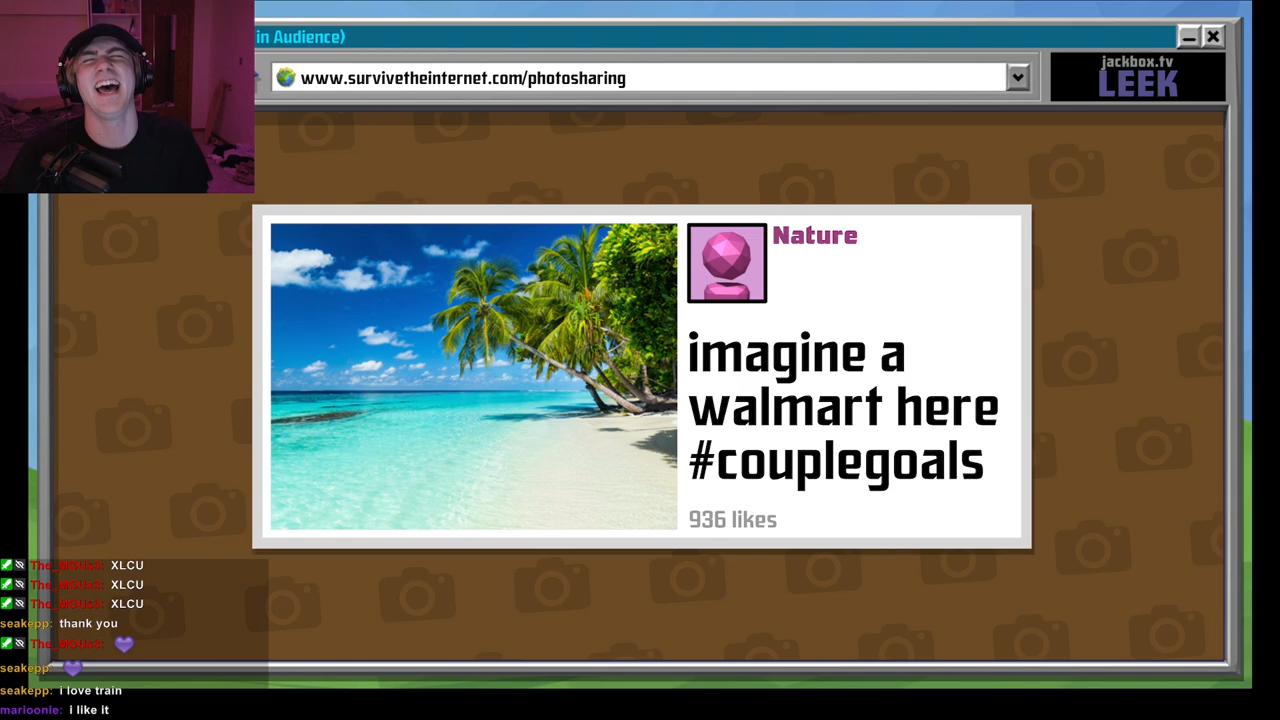 in Audience)
www.survivetheinternet.com/photosharing
jackbox.tv
LEEK
Nature
imagine a
walmart here
#couplegoals
936 likes
XLCU
XLCU
XLCU
seakepp: thank you
seakepp:
seakepp: i love train
marioonie: i like it